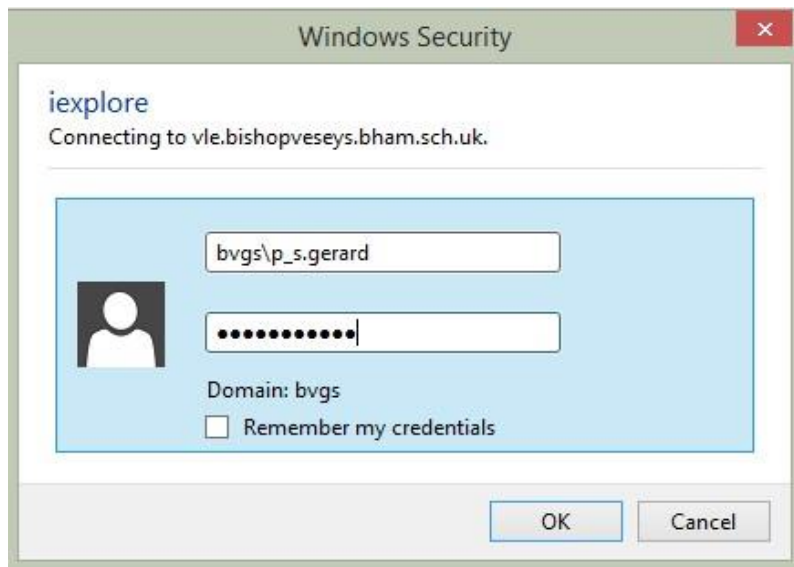 Windows Security
iexplore
Connecting to vle.bishopveseys.bham.sch.uk.
bvgs\p_s.gerard
●●●●●●●●●●●
Domain: bvgs
Remember my credentials
OK Cancel